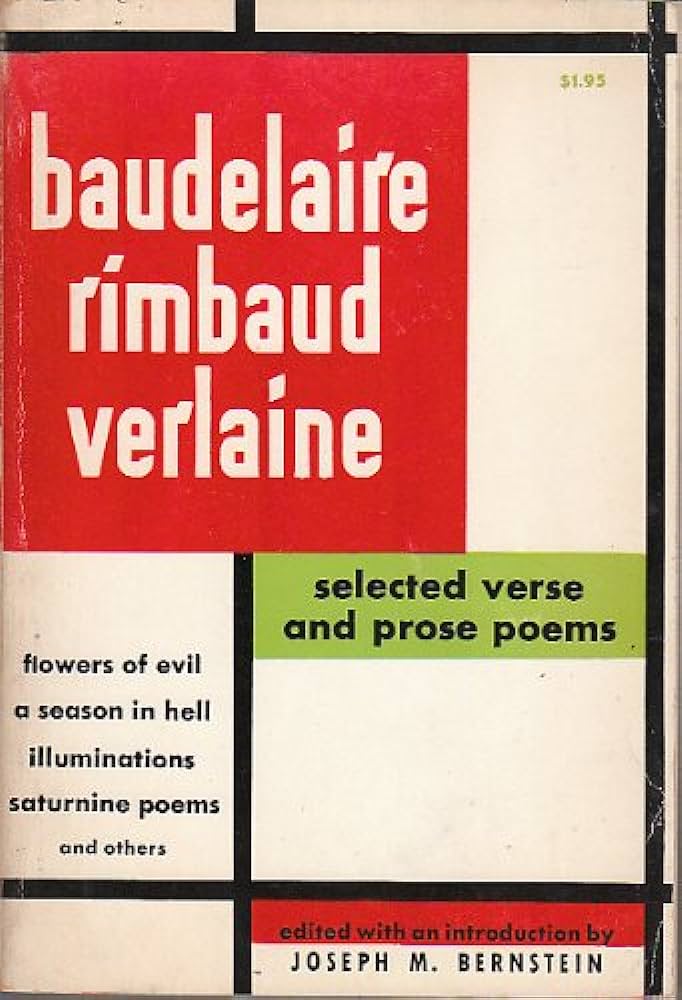 $1.95
baudelaire
rimbaud
verlaine
selected verse
and prose poems
flowers of evil
a season in hell
illuminations
saturnine poems
and others
edited with an introduction by
JOSEPH M. BERNSTEIN